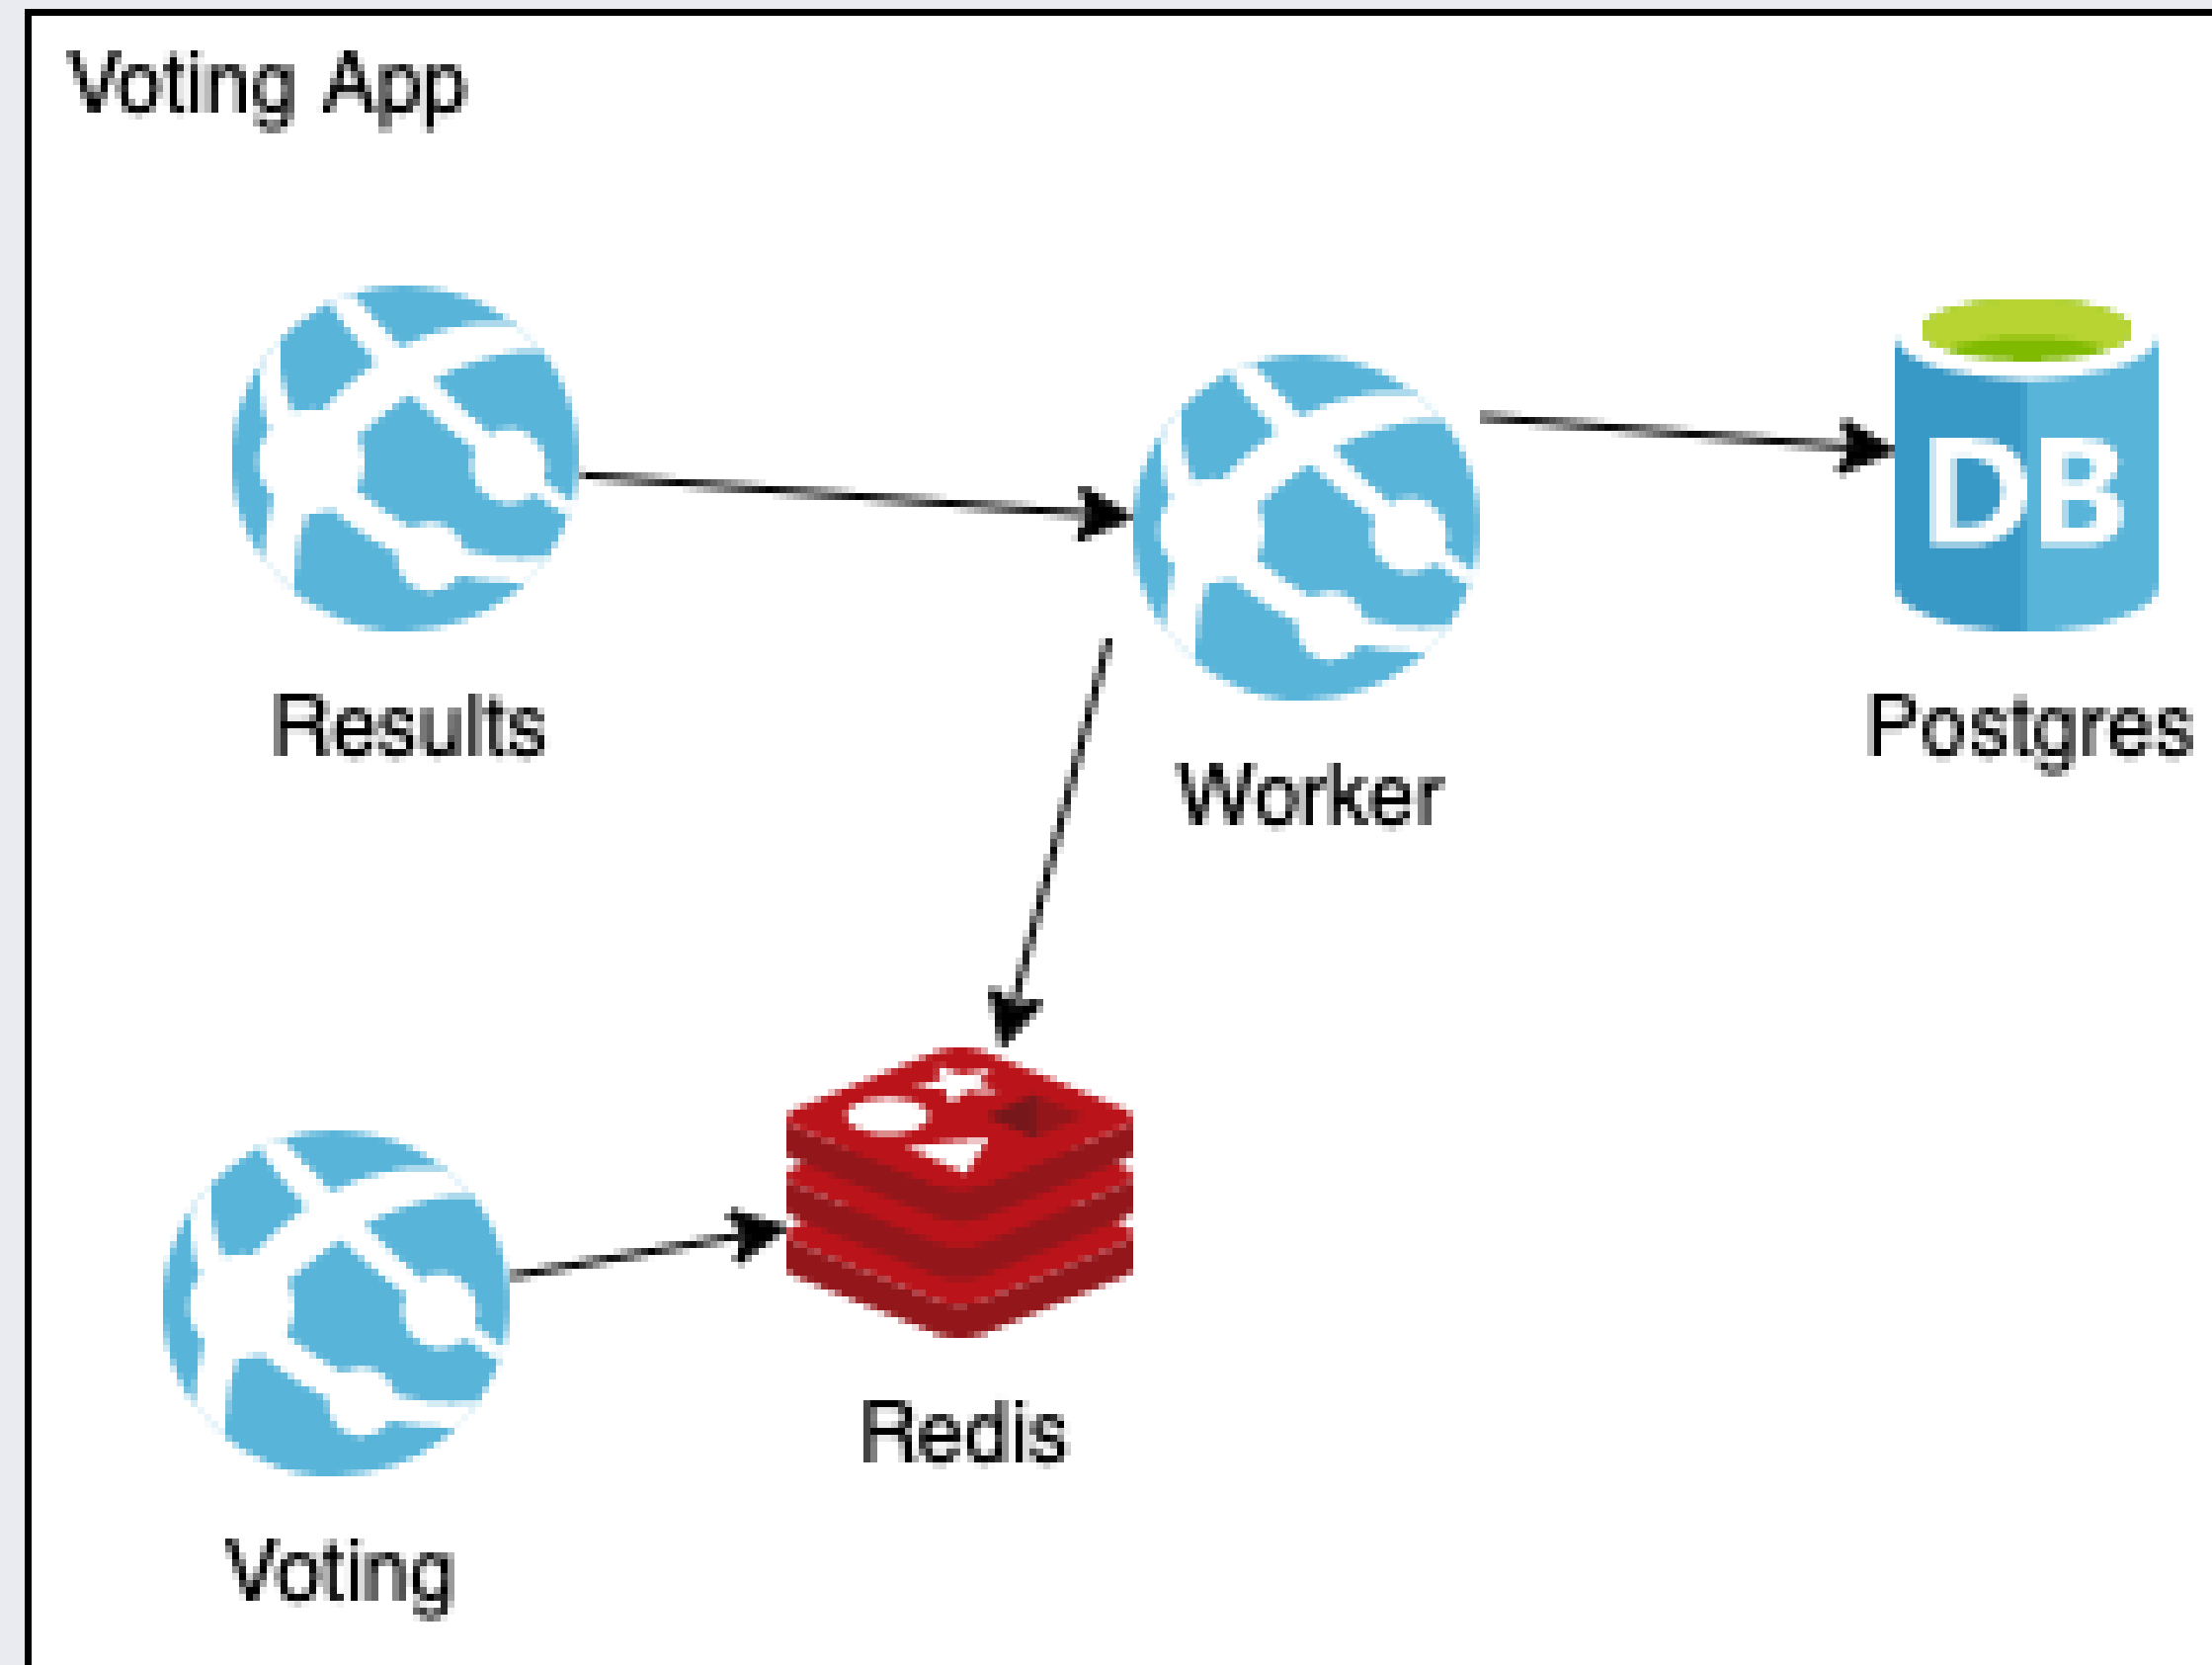 Voting App
Results
Worker
Postgres
DB
Redis
Voting